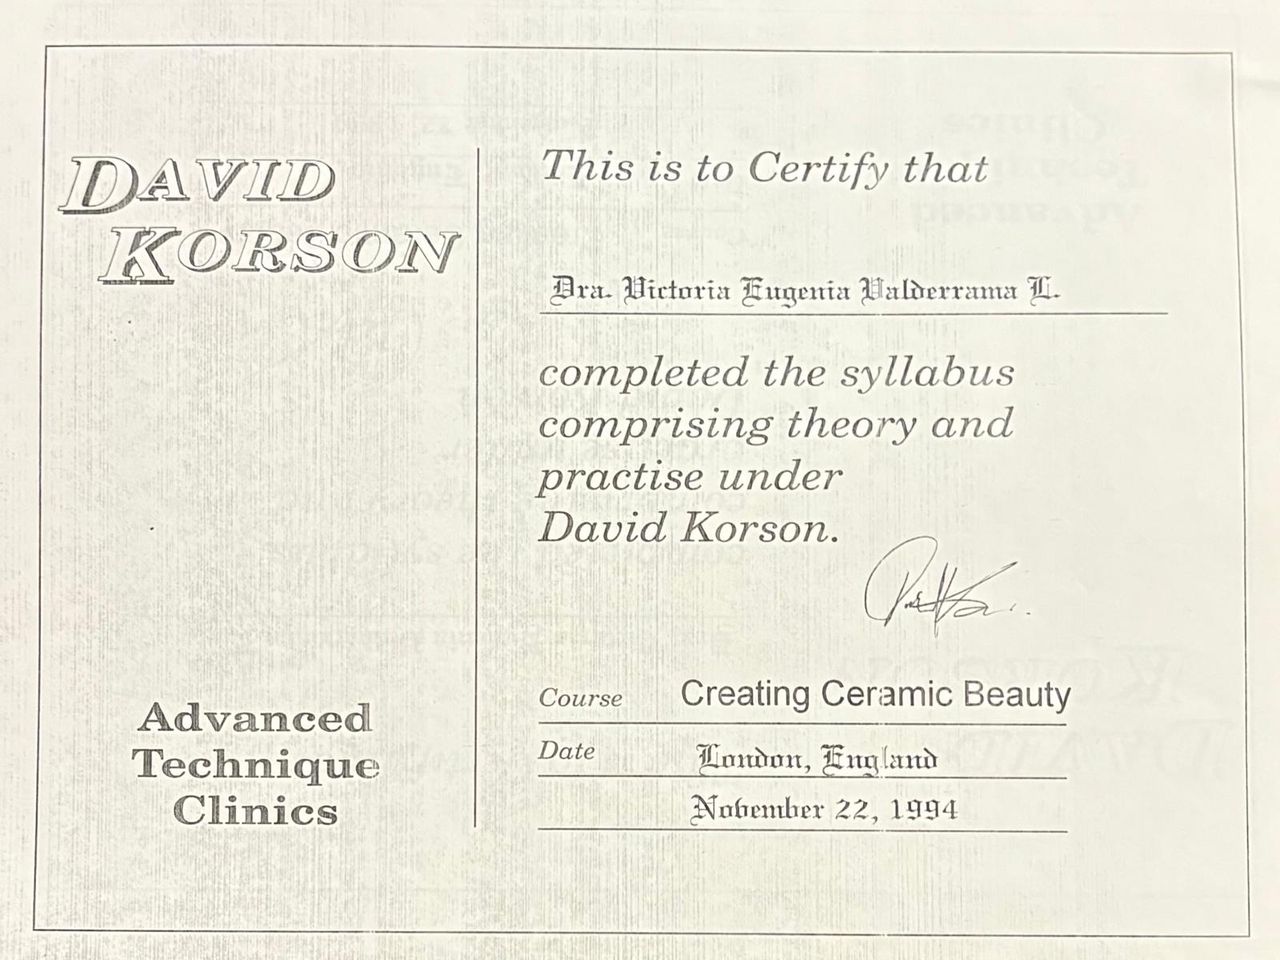 DAVID
KORSON
Advanced
Technique
Clinics
This is to Certify that
Dra. Victoria Eugenia Valderrama L.
completed the syllabus
comprising theory and
practise under
David Korson.
Course Creating Ceramic Beauty
Date London, England
November 22, 1994